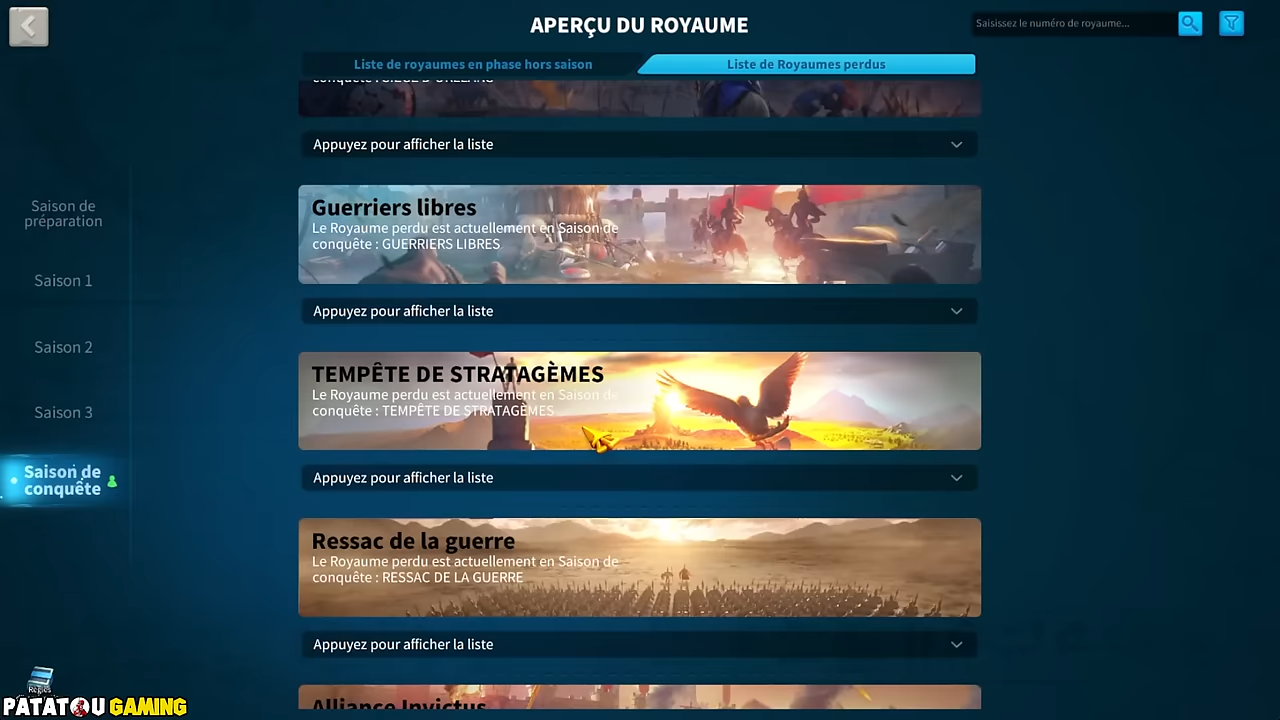 APERÇU DU ROYAUME
Saisissez le numéro de royaume...
Liste de royaumes en phase hors saison
Liste de Royaumes perdus
conquête : SIÈGE D'ORLÉANS
Appuyez pour afficher la liste
Guerriers libres
Le Royaume perdu est actuellement en Saison de
conquête : GUERRIERS LIBRES
Appuyez pour afficher la liste
TEMPÊTE DE STRATAGÈMES
Le Royaume perdu est actuellement en Saison de
conquête : TEMPÊTE DE STRATAGÈMES
Appuyez pour afficher la liste
Ressac de la guerre
Le Royaume perdu est actuellement en Saison de
conquête : RESSAC DE LA GUERRE
Appuyez pour afficher la liste
Alliance Invictus
Saison de
préparation
Saison 1
Saison 2
Saison 3
Saison de
conquête
Règles
PATATOU GAMING